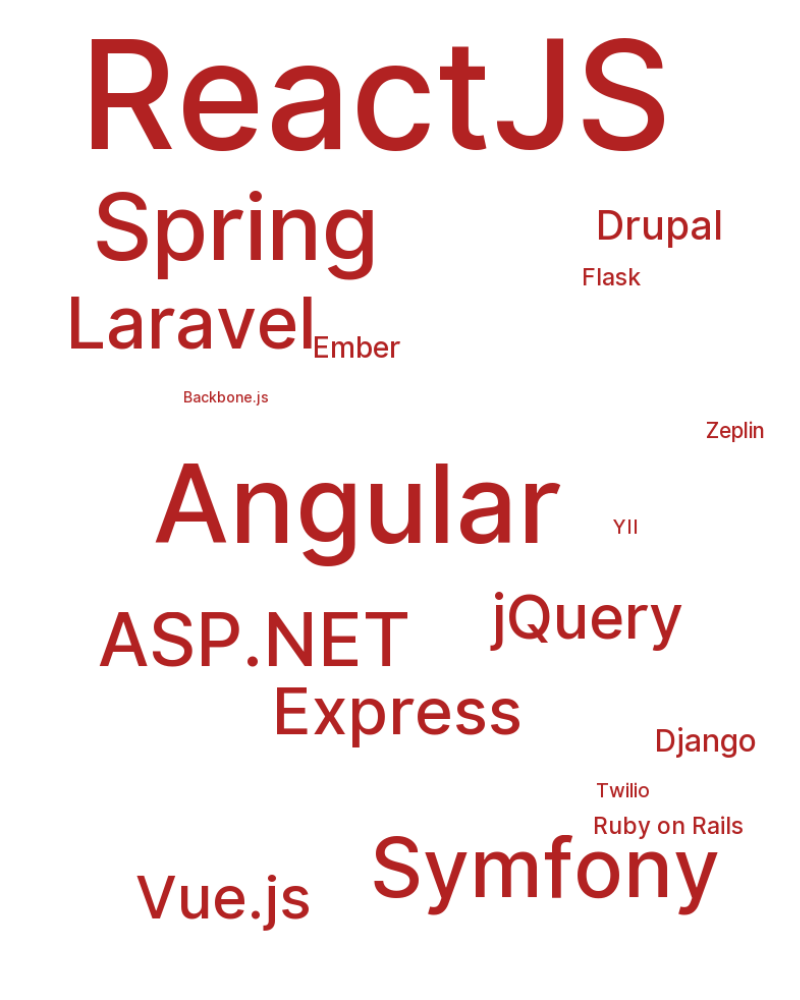 ReactJS
Spring
Drupal
Flask
Laravel
Ember
Backbone.js
Zeplin
Angular
YII
jQuery
ASP.NET
Express
Django
Twilio
Ruby on Rails
Symfony
Vue.js